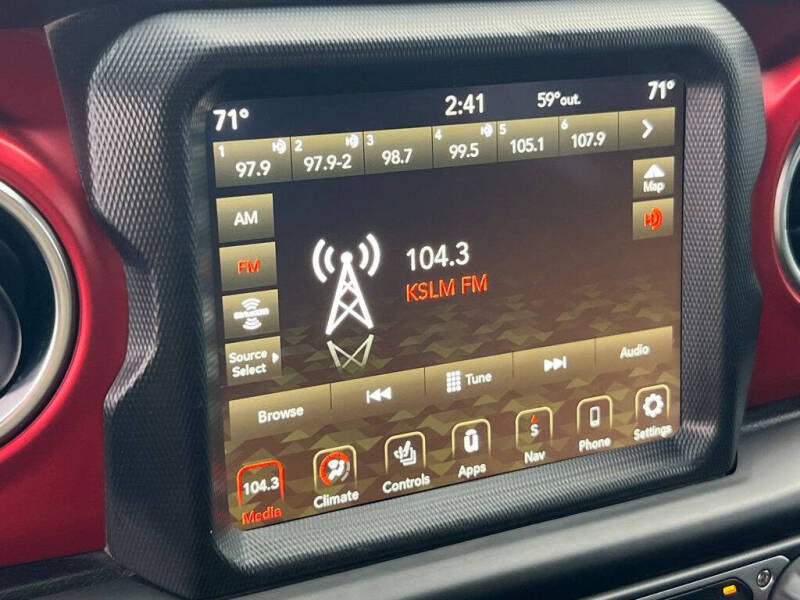 71° 2:41 59°out. 71°
1 97.9 2 97.9-2 3 98.7 4 99.5 5 105.1 6 107.9
Map
AM
FM
104.3
KSLM FM
SiriusXM
Source
Select
Browse Tune Audio
104.3 S
Media Climate Controls Apps Nav Phone Settings